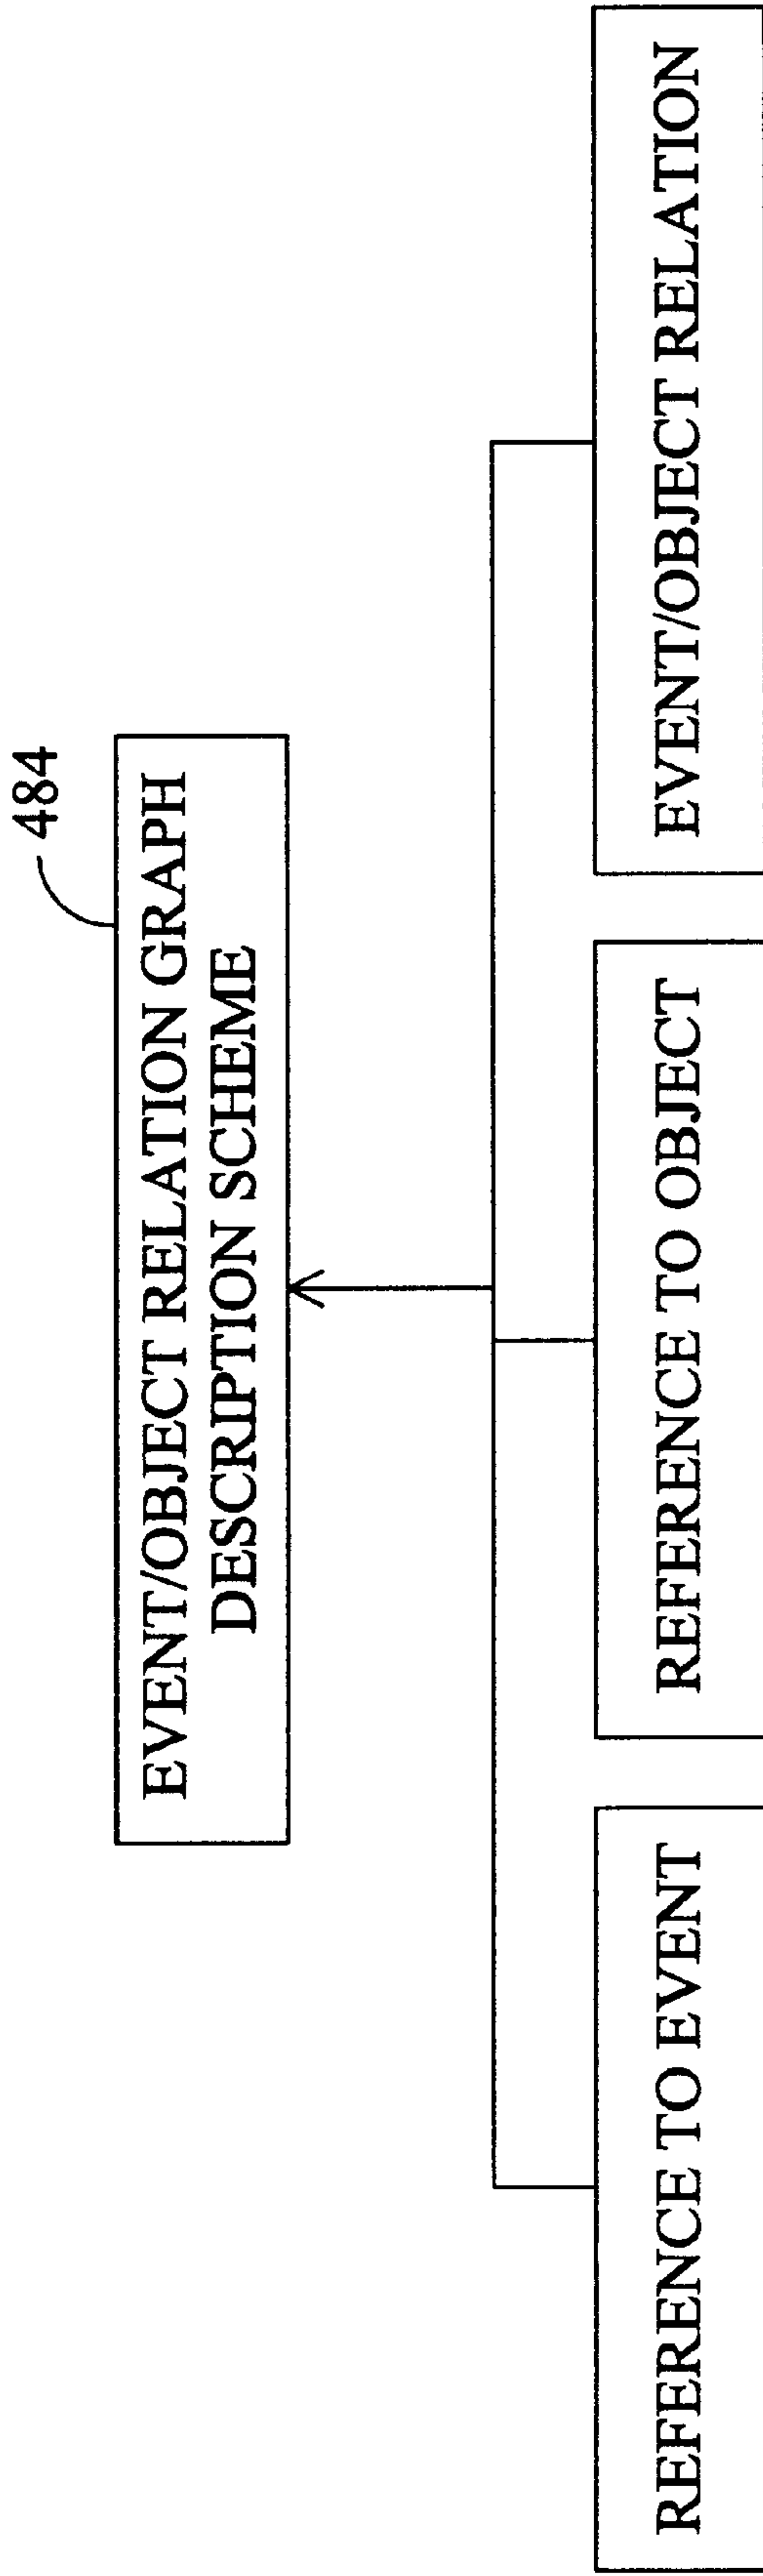 484
EVENT/OBJECT RELATION GRAPH
DESCRIPTION SCHEME
REFERENCE TO EVENT
REFERENCE TO OBJECT
EVENT/OBJECT RELATION